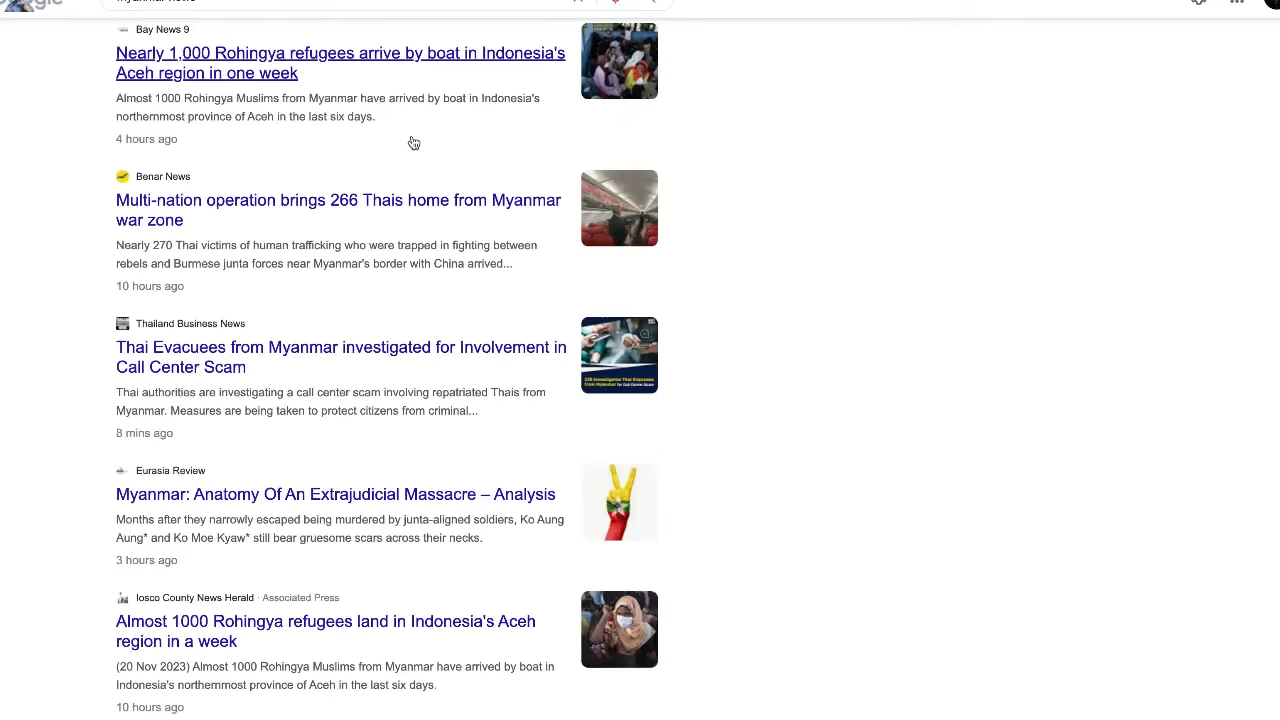 Bay News 9
Nearly 1,000 Rohingya refugees arrive by boat in Indonesia's
Aceh region in one week
Almost 1000 Rohingya Muslims from Myanmar have arrived by boat in Indonesia's
northernmost province of Aceh in the last six days.
4 hours ago
Benar News
Multi-nation operation brings 266 Thais home from Myanmar
war zone
Nearly 270 Thai victims of human trafficking who were trapped in fighting between
rebels and Burmese junta forces near Myanmar's border with China arrived...
10 hours ago
Thailand Business News
Thai Evacuees from Myanmar investigated for Involvement in
Call Center Scam
Thai authorities are investigating a call center scam involving repatriated Thais from
Myanmar. Measures are being taken to protect citizens from criminal...
8 mins ago
Eurasia Review
Myanmar: Anatomy Of An Extrajudicial Massacre – Analysis
Months after they narrowly escaped being murdered by junta-aligned soldiers, Ko Aung
Aung* and Ko Moe Kyaw* still bear gruesome scars across their necks.
3 hours ago
Iosco County News Herald · Associated Press
Almost 1000 Rohingya refugees land in Indonesia's Aceh
region in a week
(20 Nov 2023) Almost 1000 Rohingya Muslims from Myanmar have arrived by boat in
Indonesia's northernmost province of Aceh in the last six days.
10 hours ago